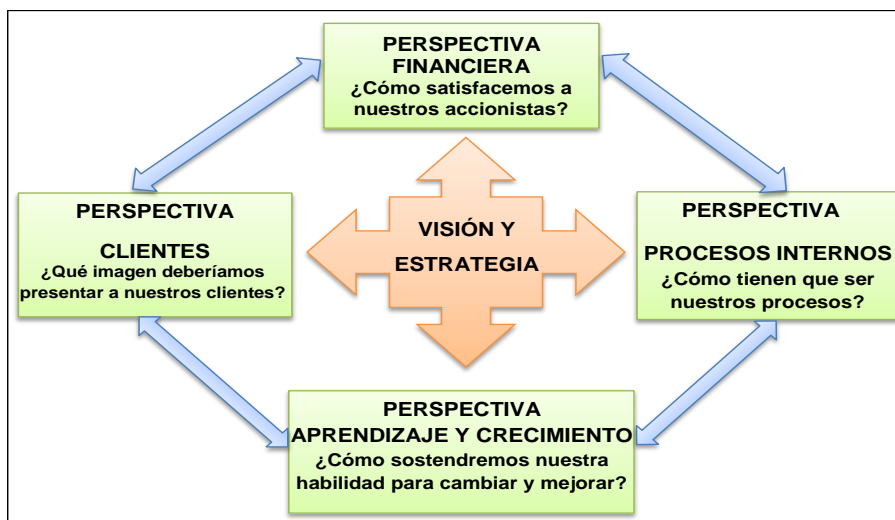 PERSPECTIVA
FINANCIERA
¿Cómo satisfacemos a
nuestros accionistas?
PERSPECTIVA
CLIENTES
¿Qué imagen deberíamos
presentar a nuestros clientes?
VISIÓN Y
ESTRATEGIA
PERSPECTIVA
PROCESOS INTERNOS
¿Cómo tienen que ser
nuestros procesos?
PERSPECTIVA
APRENDIZAJE Y CRECIMIENTO
¿Cómo sostendremos nuestra
habilidad para cambiar y mejorar?